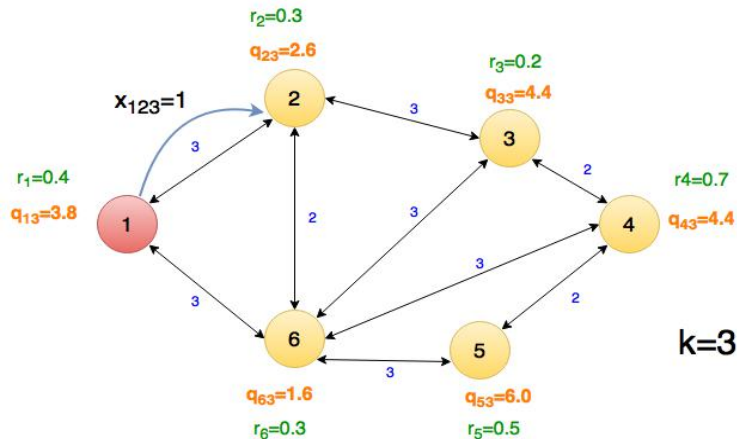 r₂=0.3
q₂₃=2.6
2
r₃=0.2
q₃₃=4.4
3
x₁₂₃=1
3
3
r₁=0.4
q₁₃=3.8
1
2
r4=0.7
q₄₃=4.4
4
3
2
3
3
2
6
5
3
k=3
q₆₃=1.6
r₆=0.3
q₅₃=6.0
r₅=0.5